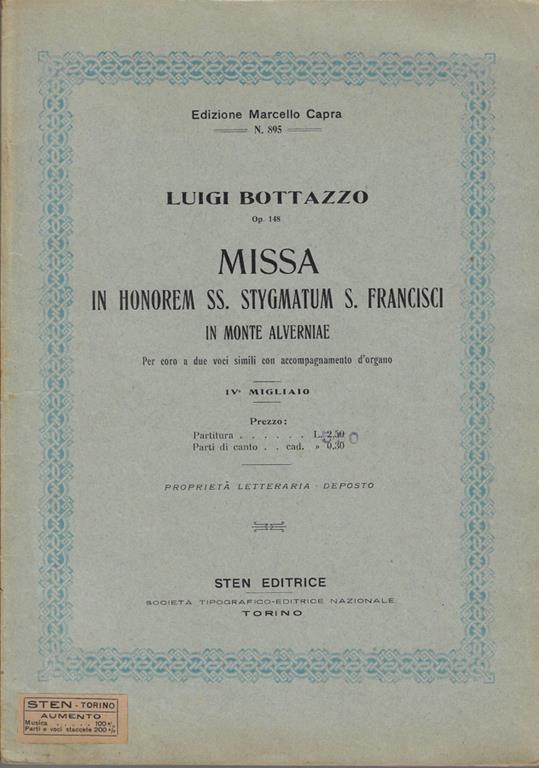 Edizione Marcello Capra
N. 895
LUIGI BOTTAZZO
Op. 148
MISSA
IN HONOREM SS. STYGMATUM S. FRANCISCI
IN MONTE ALVERNIAE
Per coro a due voci simili con accompagnamento d'organo
IVº MIGLIAIO
Prezzo:
Partitura . . . . . . L. 2,50
Parti di canto . . cad. » 0,30
PROPRIETÀ LETTERARIA - DEPOSTO
STEN EDITRICE
SOCIETÀ TIPOGRAFICO-EDITRICE NAZIONALE
TORINO
STEN - TORINO
AUMENTO
Musica . . . . . 100 %
Parti e voci staccate 200 %